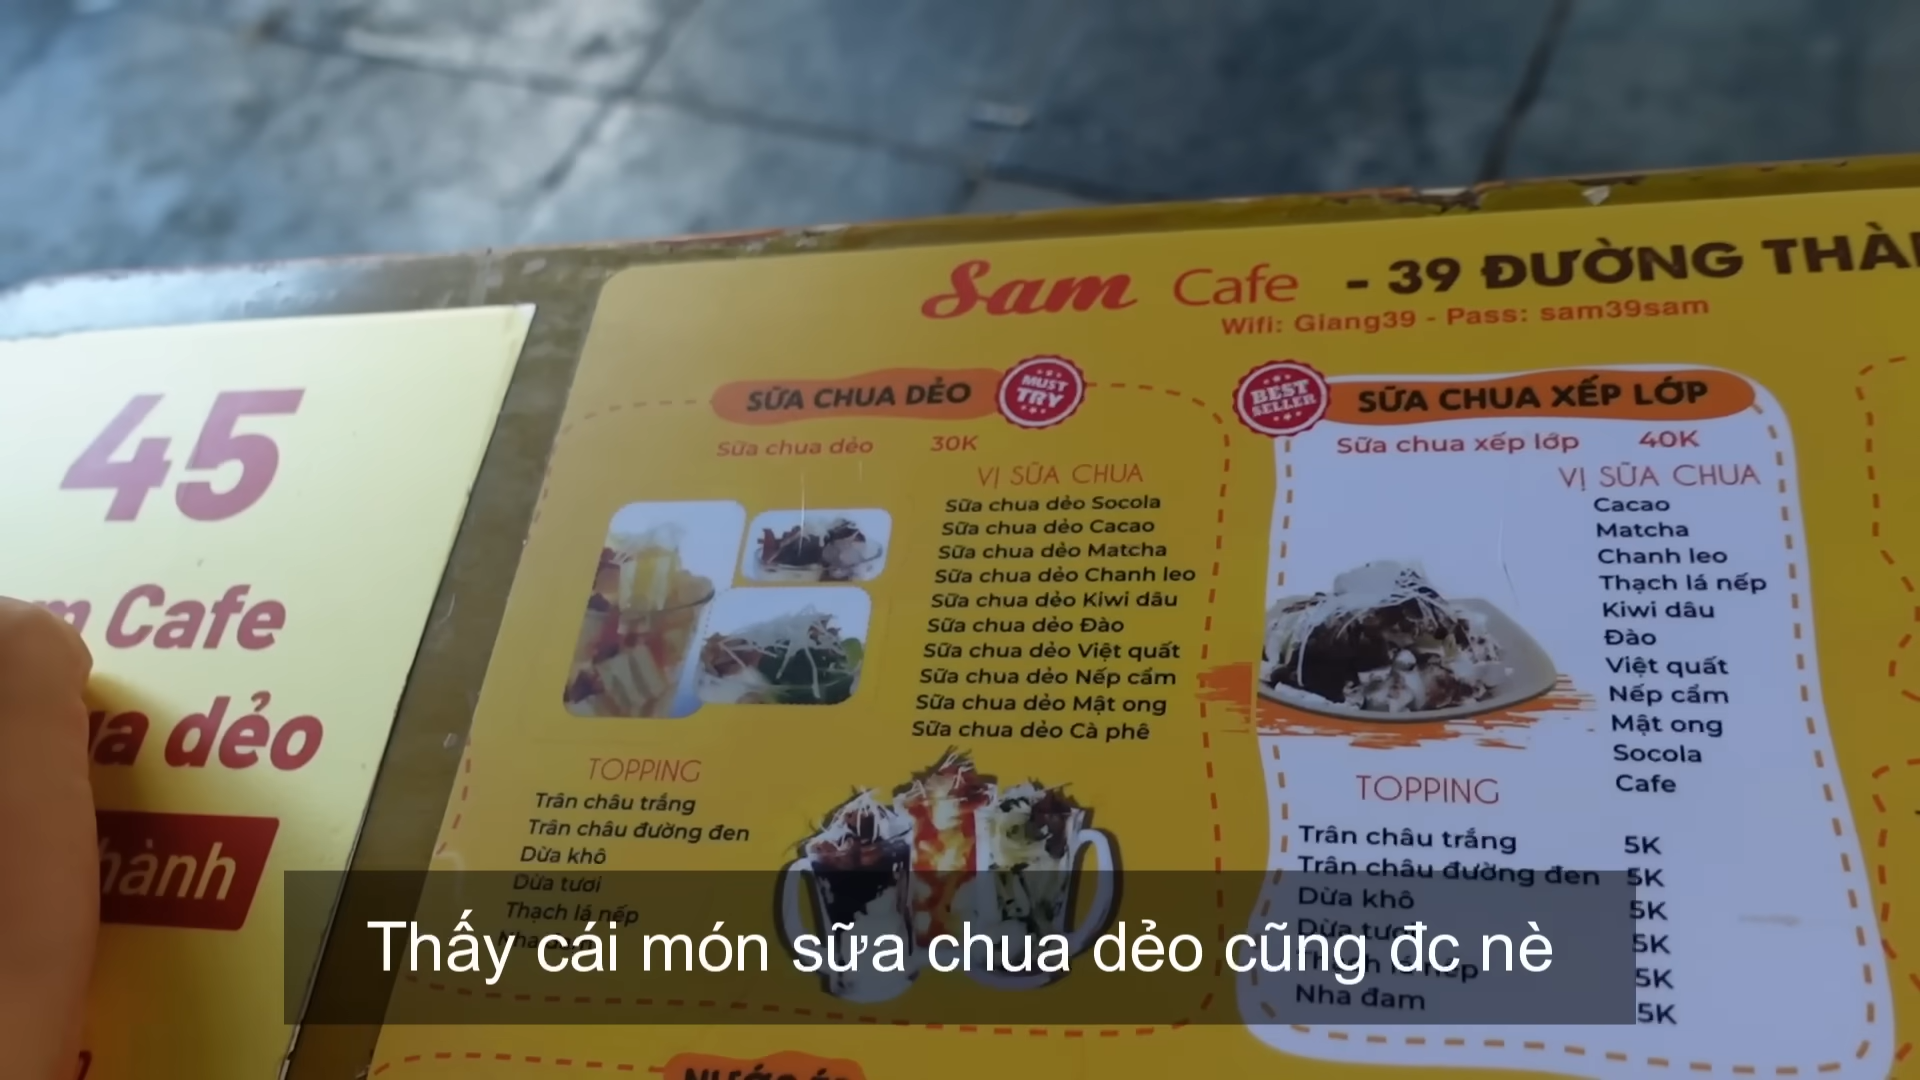 45
Cafe
dẻo
hành
Sam Cafe - 39 ĐƯỜNG
Wifi: Giang39 - Pass: sam39sam
SỮA CHUA DẺO
MUST TRY
Sữa chua dẻo 30K
VỊ SỮA CHUA
Sữa chua dẻo Socola
Sữa chua dẻo Cacao
Sữa chua dẻo Matcha
Sữa chua dẻo Chanh leo
Sữa chua dẻo Kiwi dâu
Sữa chua dẻo Đào
Sữa chua dẻo Việt quất
Sữa chua dẻo Nếp cẩm
Sữa chua dẻo Mật ong
Sữa chua dẻo Cà phê
TOPPING
Trân châu trắng
Trân châu đường đen
Dừa khô
Dừa tươi
Thạch lá nếp
BEST SELLER
SỮA CHUA XẾP LỚP
Sữa chua xếp lớp 40K
VỊ SỮA CHUA
Cacao
Matcha
Chanh leo
Thạch lá nếp
Kiwi dâu
Đào
Việt quất
Nếp cẩm
Mật ong
Socola
Cafe
TOPPING
Trân châu trắng 5K
Trân châu đường đen 5K
Dừa khô 5K
Dừa tươi 5K
Thạch lá nếp 5K
Nha đam 5K
Thấy cái món sữa chua dẻo cũng đc nè